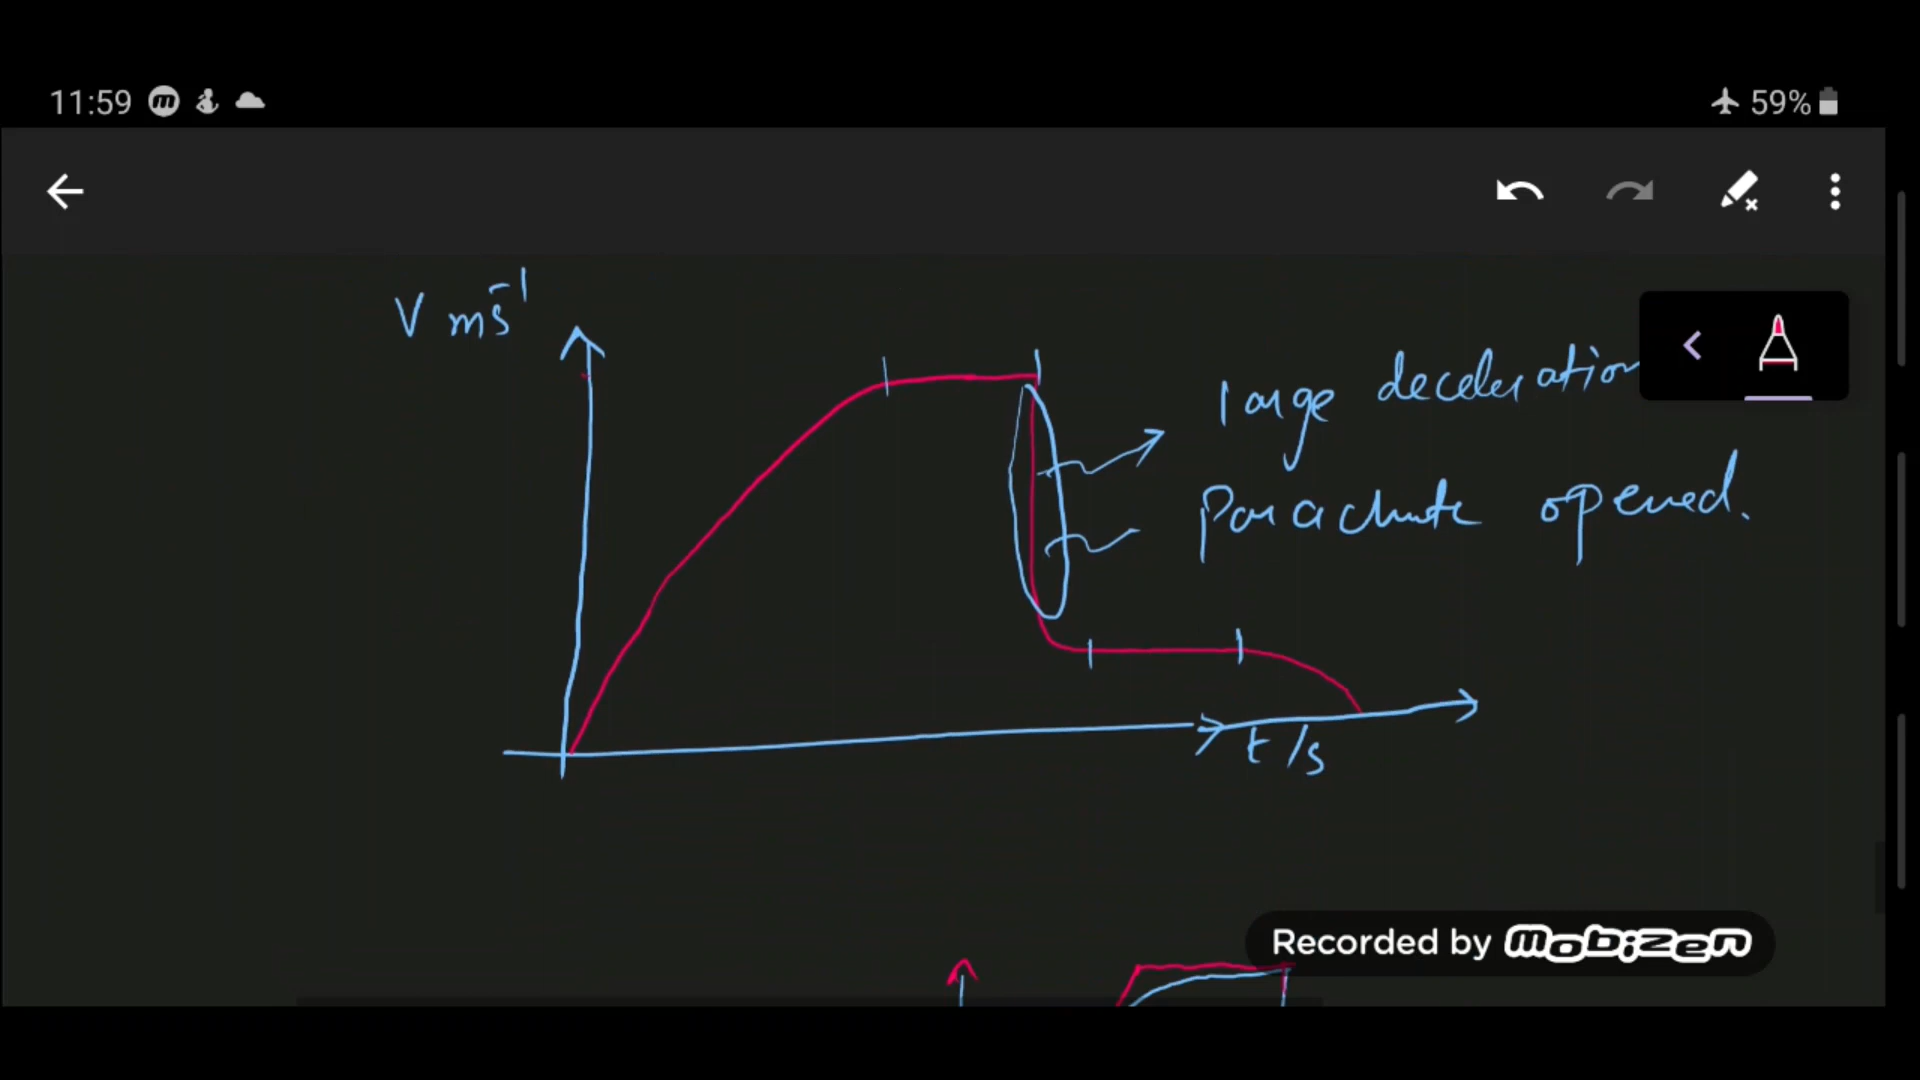 11:59
59%
V ms-1
large deceleration
parachute opened.
t/s
Recorded by mobizen